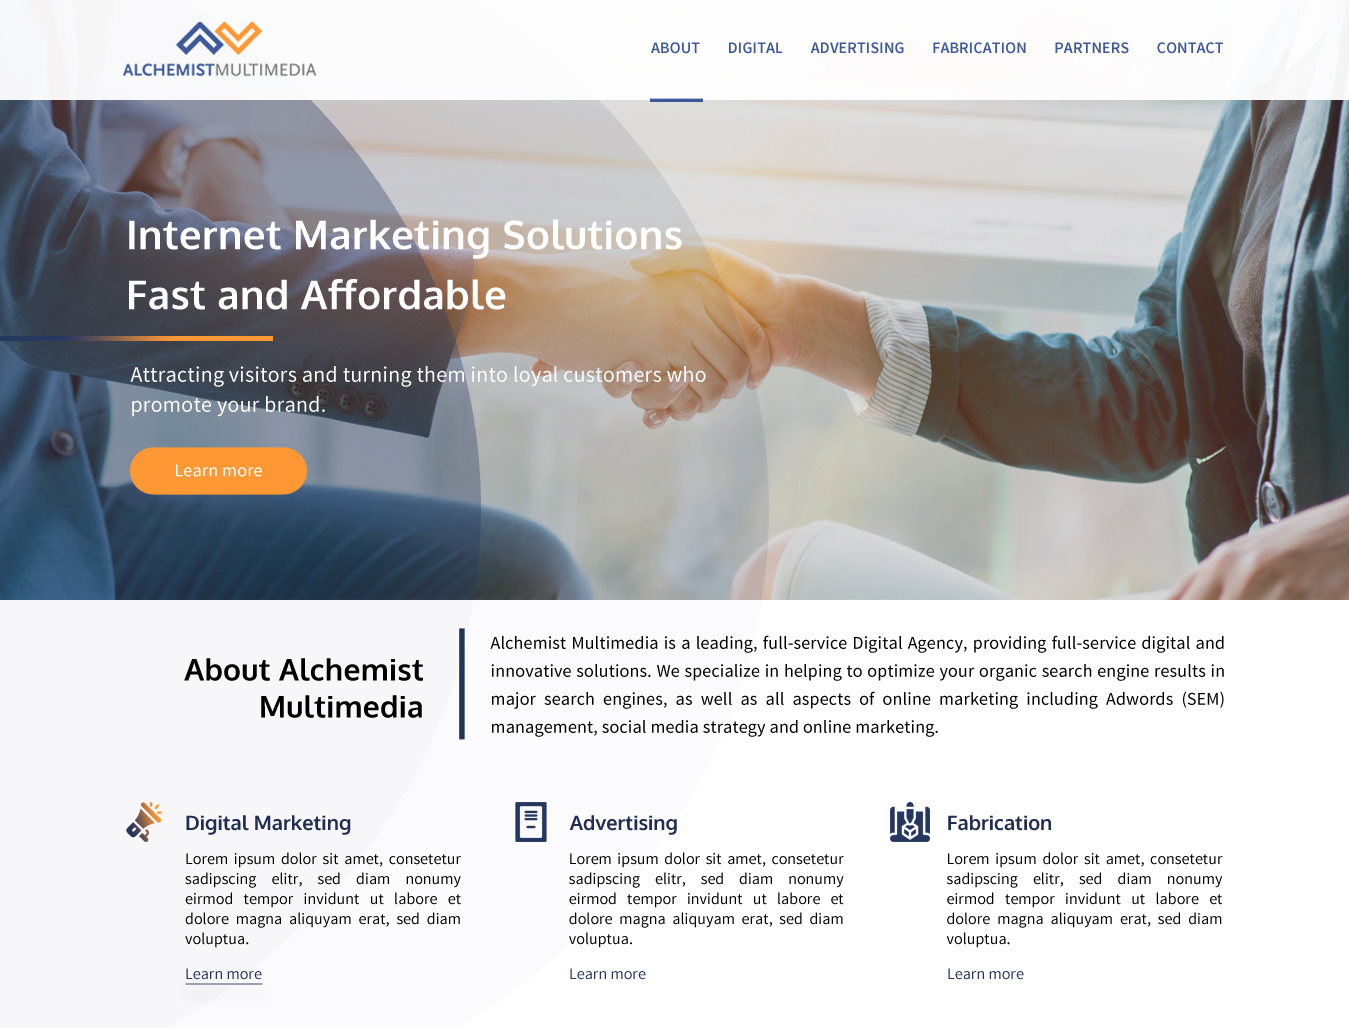 ALCHEMISTMULTIMEDIA
ABOUT DIGITAL ADVERTISING FABRICATION PARTNERS CONTACT
Internet Marketing Solutions
Fast and Affordable
Attracting visitors and turning them into loyal customers who
promote your brand.
Learn more
About Alchemist
Multimedia
Alchemist Multimedia is a leading, full-service Digital Agency, providing full-service digital and
innovative solutions. We specialize in helping to optimize your organic search engine results in
major search engines, as well as all aspects of online marketing including Adwords (SEM)
management, social media strategy and online marketing.
Digital Marketing
Lorem ipsum dolor sit amet, consetetur
sadipscing elitr, sed diam nonumy
eirmod tempor invidunt ut labore et
dolore magna aliquyam erat, sed diam
voluptua.
Learn more
Advertising
Lorem ipsum dolor sit amet, consetetur
sadipscing elitr, sed diam nonumy
eirmod tempor invidunt ut labore et
dolore magna aliquyam erat, sed diam
voluptua.
Learn more
Fabrication
Lorem ipsum dolor sit amet, consetetur
sadipscing elitr, sed diam nonumy
eirmod tempor invidunt ut labore et
dolore magna aliquyam erat, sed diam
voluptua.
Learn more